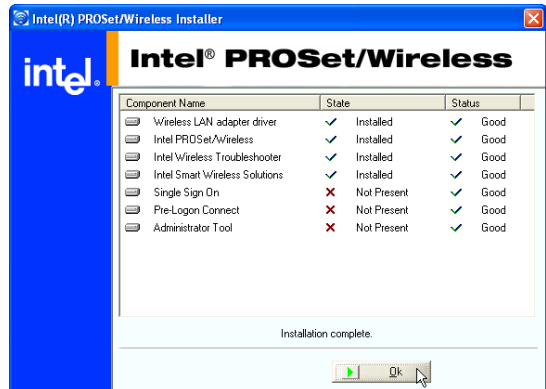 Intel(R) PROSet/Wireless Installer
intel.
Intel® PROSet/Wireless
Component Name State Status
Wireless LAN adapter driver Installed Good
Intel PROSet/Wireless Installed Good
Intel Wireless Troubleshooter Installed Good
Intel Smart Wireless Solutions Installed Good
Single Sign On Not Present Good
Pre-Logon Connect Not Present Good
Administrator Tool Not Present Good
Installation complete.
Ok